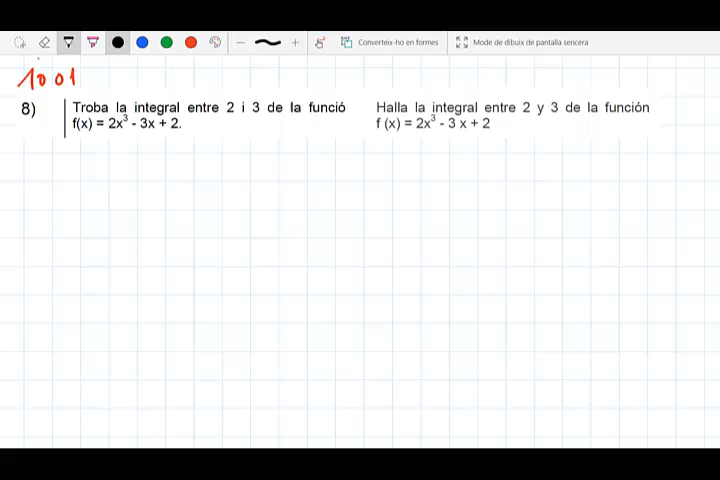 Converteix-ho en formes
Mode de dibuix de pantalla sencera
1001
8)
Troba la integral entre 2 i 3 de la funció
f(x) = 2x³ - 3x + 2.
Halla la integral entre 2 y 3 de la función
f (x) = 2x³ - 3 x + 2